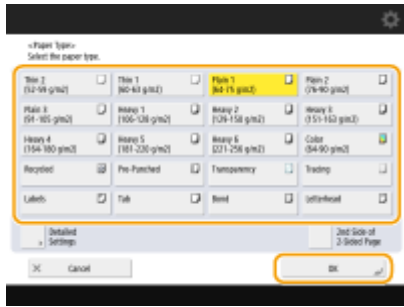 <Paper Type>
Select the paper type.
Thin 2
(52-59 g/m2)
Thin 1
(60-63 g/m2)
Plain 1
(64-75 g/m2)
Plain 2
(76-90 g/m2)
Plain 3
(91-105 g/m2)
Heavy 1
(106-128 g/m2)
Heavy 2
(129-150 g/m2)
Heavy 3
(151-163 g/m2)
Heavy 4
(164-180 g/m2)
Heavy 5
(181-220 g/m2)
Heavy 6
(221-256 g/m2)
Color
(64-90 g/m2)
Recycled
Pre-Punched
Transparency
Tracing
Labels
Tab
Bond
Letterhead
Detailed
Settings
2nd Side of
2-Sided Page
Cancel
OK